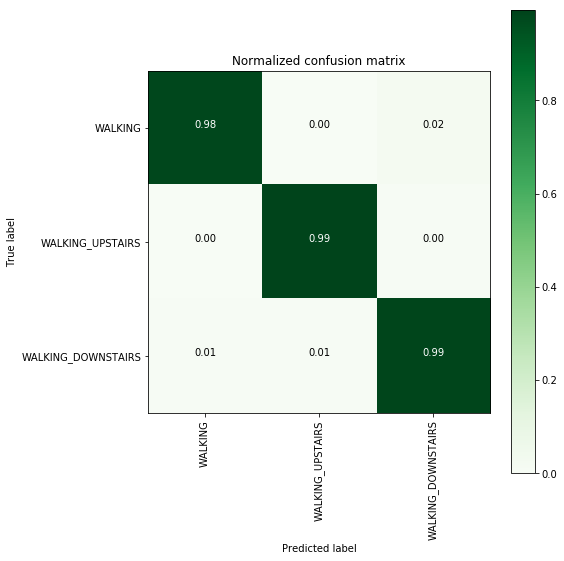 Normalized confusion matrix
True label
WALKING
0.98
0.00
0.02
WALKING_UPSTAIRS
0.00
0.99
0.00
WALKING_DOWNSTAIRS
0.01
0.01
0.99
WALKING
WALKING_UPSTAIRS
WALKING_DOWNSTAIRS
Predicted label
0.8
0.6
0.4
0.2
0.0